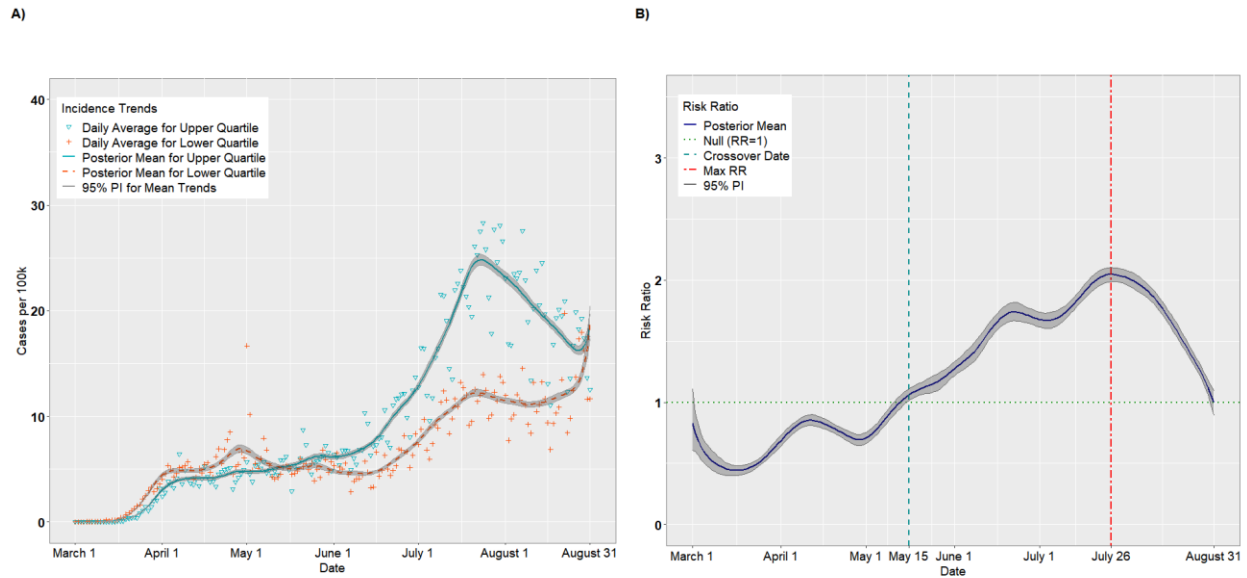 A)
Cases per 100k
40
30
20
10
0
Incidence Trends
Daily Average for Upper Quartile
Daily Average for Lower Quartile
Posterior Mean for Upper Quartile
Posterior Mean for Lower Quartile
95% PI for Mean Trends
March 1 April 1 May 1 June 1 July 1 August 1 August 31
Date
B)
Risk Ratio
3
2
1
0
Risk Ratio
Posterior Mean
Null (RR=1)
Crossover Date
Max RR
95% PI
March 1 April 1 May 1 May 15 June 1 July 1 July 26 August 31
Date